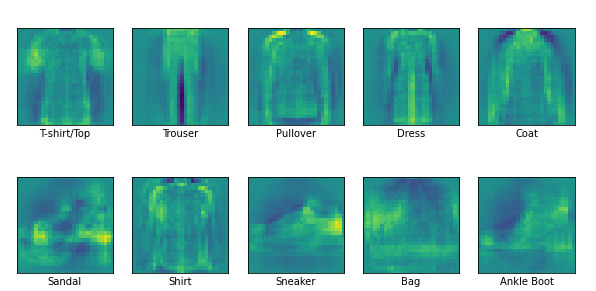 T-shirt/Top
Trouser
Pullover
Dress
Coat
Sandal
Shirt
Sneaker
Bag
Ankle Boot